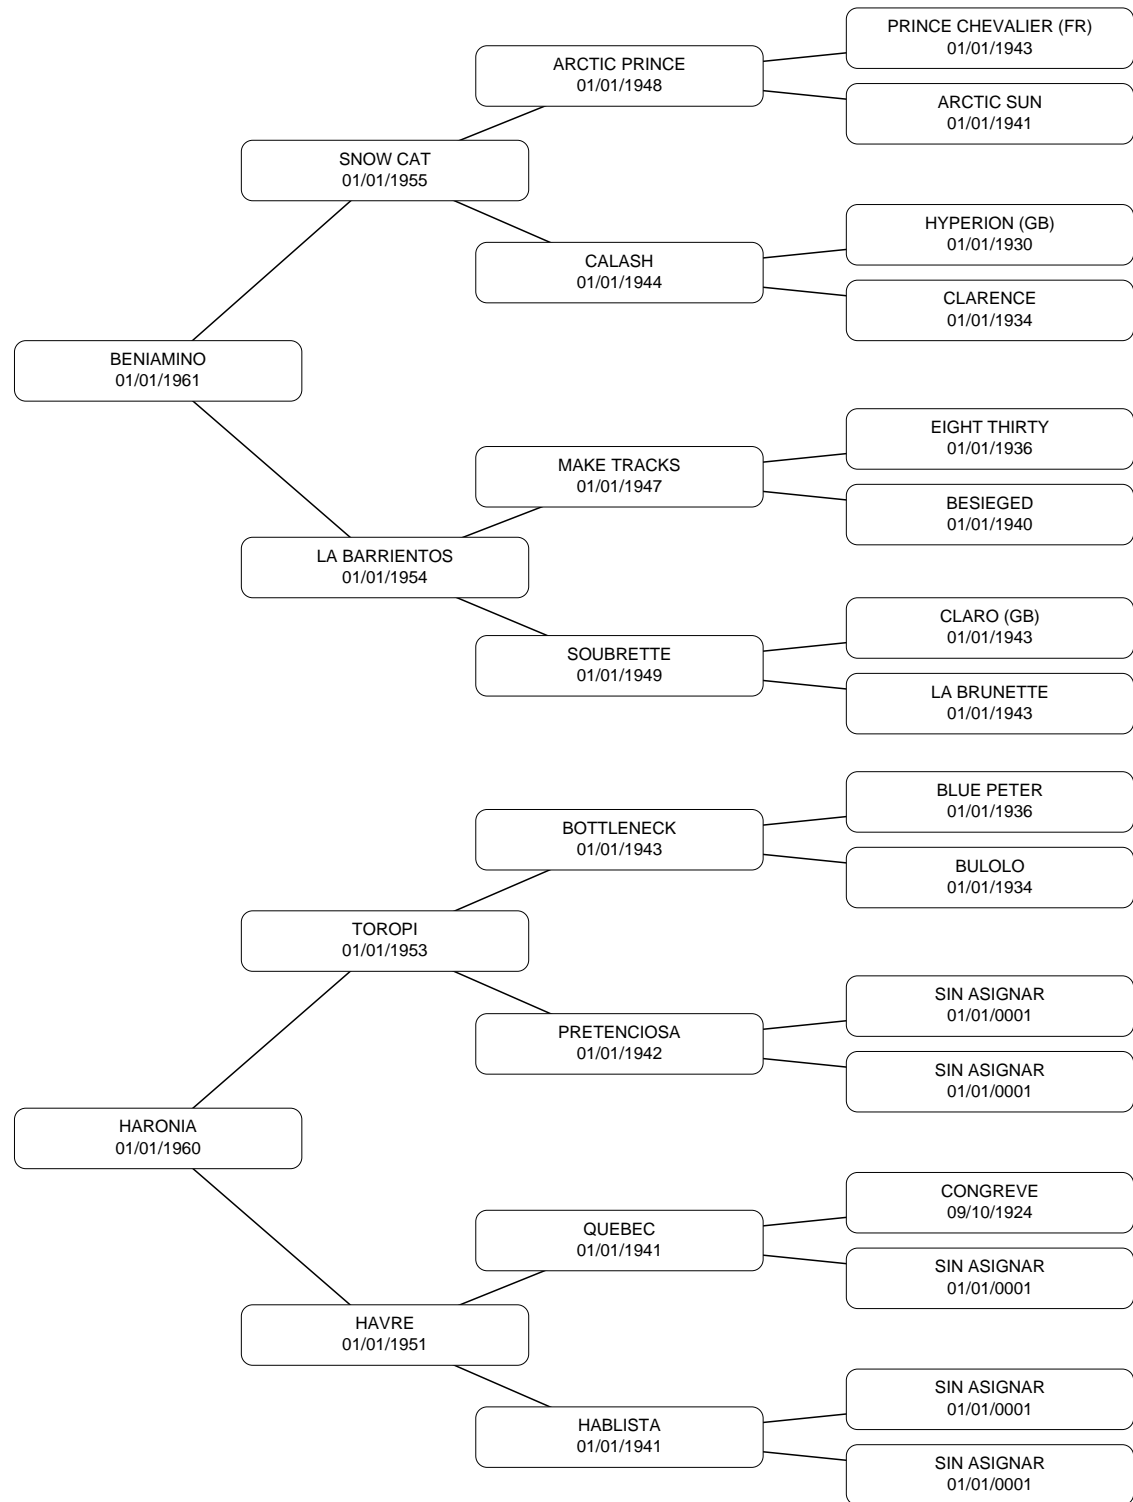 PRINCE CHEVALIER (FR)
01/01/1943
ARCTIC PRINCE
01/01/1948
ARCTIC SUN
01/01/1941
SNOW CAT
01/01/1955
HYPERION (GB)
01/01/1930
CALASH
01/01/1944
CLARENCE
01/01/1934
BENIAMINO
01/01/1961
EIGHT THIRTY
01/01/1936
MAKE TRACKS
01/01/1947
BESIEGED
01/01/1940
LA BARRIENTOS
01/01/1954
CLARO (GB)
01/01/1943
SOUBRETTE
01/01/1949
LA BRUNETTE
01/01/1943
BLUE PETER
01/01/1936
BOTTLENECK
01/01/1943
BULOLO
01/01/1934
TOROPI
01/01/1953
SIN ASIGNAR
01/01/0001
PRETENCIOSA
01/01/1942
SIN ASIGNAR
01/01/0001
HARONIA
01/01/1960
CONGREVE
09/10/1924
QUEBEC
01/01/1941
SIN ASIGNAR
01/01/0001
HAVRE
01/01/1951
SIN ASIGNAR
01/01/0001
HABLISTA
01/01/1941
SIN ASIGNAR
01/01/0001